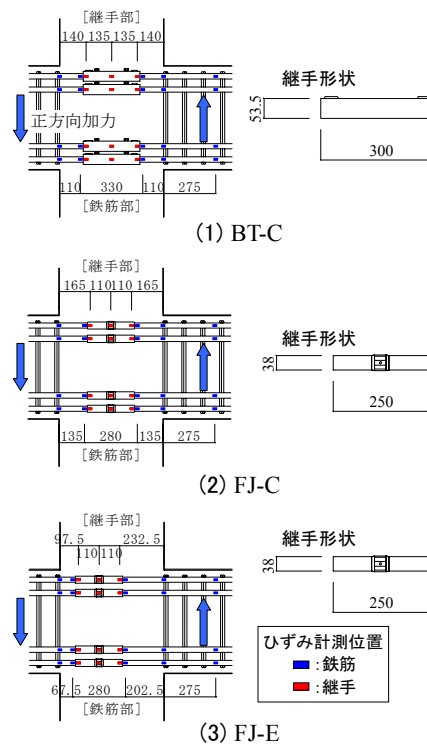 [継手部]
140 135 135 140
継手形状
53.5
正方向加力
300
110 330 110 275
[鉄筋部]
(1) BT-C
[継手部]
165 110 110 165
継手形状
38
250
135 280 135 275
[鉄筋部]
(2) FJ-C
[継手部]
97.5 232.5
110 110
継手形状
38
250
ひずみ計測位置
:鉄筋
:継手
67.5 280 202.5 275
[鉄筋部]
(3) FJ-E